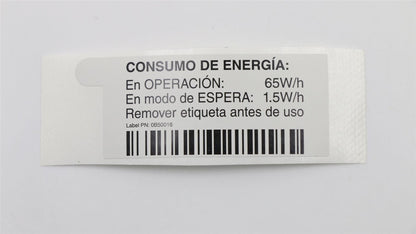 CONSUMO DE ENERGÍA:
En OPERACIÓN: 65W/h
En modo de ESPERA: 1.5W/h
Remover etiqueta antes de uso
Label PN: 0B50016